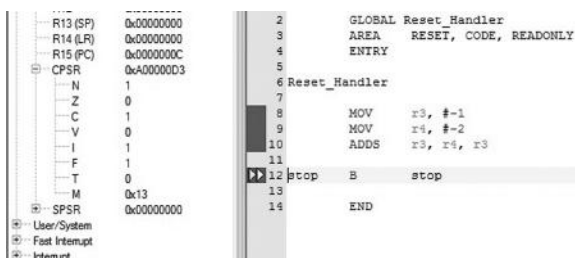 R13 (SP) 0x00000000
R14 (LR) 0x00000000
R15 (PC) 0x0000000C
CPSR 0xA00000D3
N 1
Z 0
C 1
V 0
I 1
F 1
T 0
M 0x13
SPSR 0x00000000
User/System
Fast Interrupt
Interrupt
2 GLOBAL Reset_Handler
3 AREA RESET, CODE, READONLY
4 ENTRY
5
6 Reset_Handler
7
8 MOV r3, #-1
9 MOV r4, #-2
10 ADDS r3, r4, r3
11
12 stop B stop
13
14 END